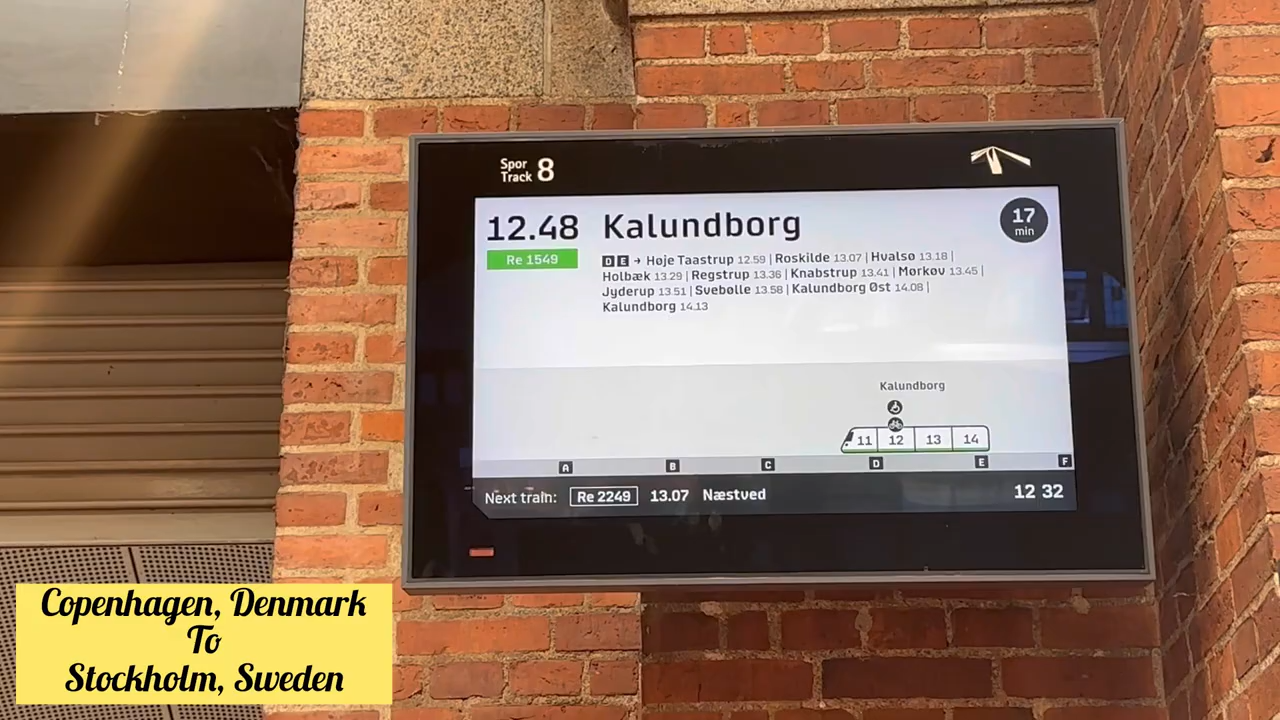 Spor
Track 8
12.48 Kalundborg 17 min
Re 1549
D E → Høje Taastrup 12.59 | Roskilde 13.07 | Hvalsø 13.18 |
Holbæk 13.29 | Regstrup 13.36 | Knabstrup 13.41 | Mørkøv 13.45 |
Jyderup 13.51 | Svebølle 13.58 | Kalundborg Øst 14.08 |
Kalundborg 14.13
Kalundborg
11 12 13 14
A B C D E F
Next train: Re 2249 13.07 Næstved 12 32
Copenhagen, Denmark
To
Stockholm, Sweden